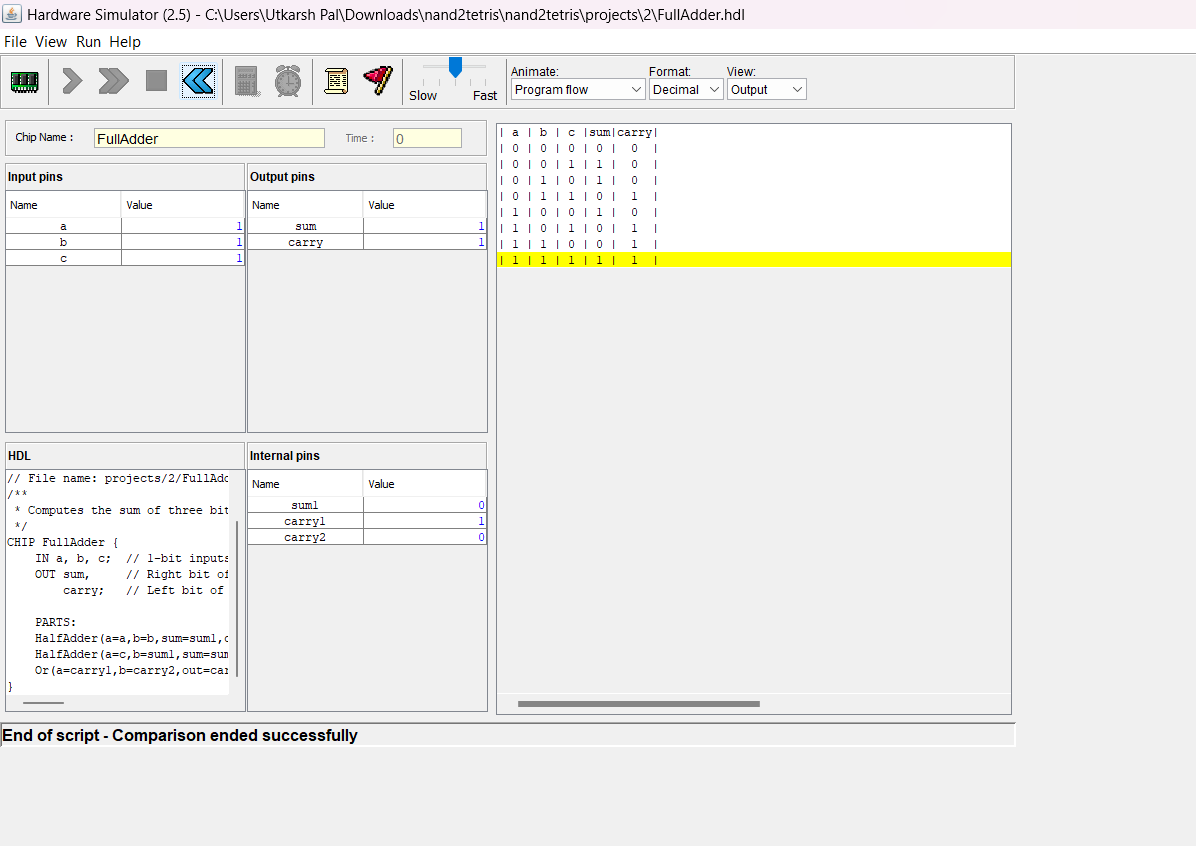 Hardware Simulator (2.5) - C:\Users\Utkarsh Pal\Downloads\nand2tetris\nand2tetris\projects\2\FullAdder.hdl
File View Run Help
Slow Fast
Animate: Format: View:
Program flow Decimal Output
Chip Name : FullAdder Time : 0
Input pins
Name Value
a 1
b 1
c 1
Output pins
Name Value
sum 1
carry 1
HDL
// File name: projects/2/FullAdd
/**
 * Computes the sum of three bit
 */
CHIP FullAdder {
    IN a, b, c;  // 1-bit inputs
    OUT sum,     // Right bit of
        carry;   // Left bit of
    PARTS:
    HalfAdder(a=a,b=b,sum=sum1,c
    HalfAdder(a=c,b=sum1,sum=sum
    Or(a=carry1,b=carry2,out=car
}
Internal pins
Name Value
sum1 0
carry1 1
carry2 0
| a | b | c |sum|carry|
| 0 | 0 | 0 | 0 |  0  |
| 0 | 0 | 1 | 1 |  0  |
| 0 | 1 | 0 | 1 |  0  |
| 0 | 1 | 1 | 0 |  1  |
| 1 | 0 | 0 | 1 |  0  |
| 1 | 0 | 1 | 0 |  1  |
| 1 | 1 | 0 | 0 |  1  |
| 1 | 1 | 1 | 1 |  1  |
End of script - Comparison ended successfully